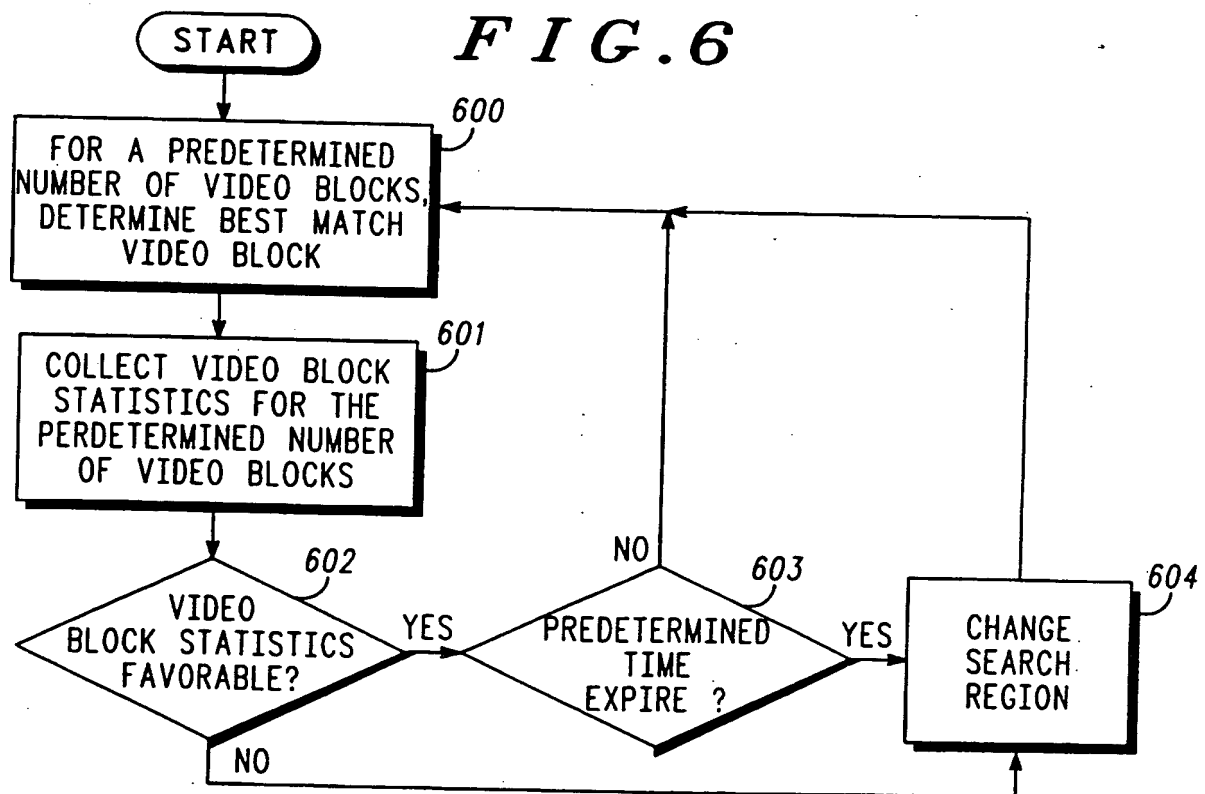 START
FIG.6
600
FOR A PREDETERMINED
NUMBER OF VIDEO BLOCKS,
DETERMINE BEST MATCH
VIDEO BLOCK
601
COLLECT VIDEO BLOCK
STATISTICS FOR THE
PERDETERMINED NUMBER
OF VIDEO BLOCKS
602
VIDEO
BLOCK STATISTICS
FAVORABLE?
YES
NO
NO
603
PREDETERMINED
TIME
EXPIRE ?
YES
604
CHANGE
SEARCH
REGION